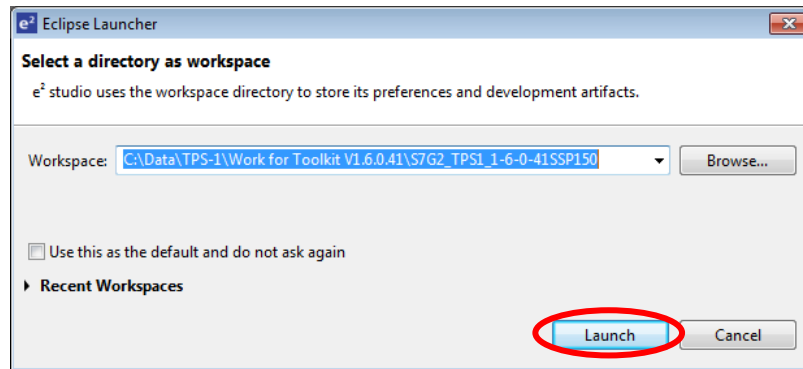 e² Eclipse Launcher
Select a directory as workspace
e² studio uses the workspace directory to store its preferences and development artifacts.
Workspace: C:\Data\TPS-1\Work for Toolkit V1.6.0.41\S7G2_TPS1_1-6-0-41SSP150 Browse...
Use this as the default and do not ask again
Recent Workspaces
Launch Cancel